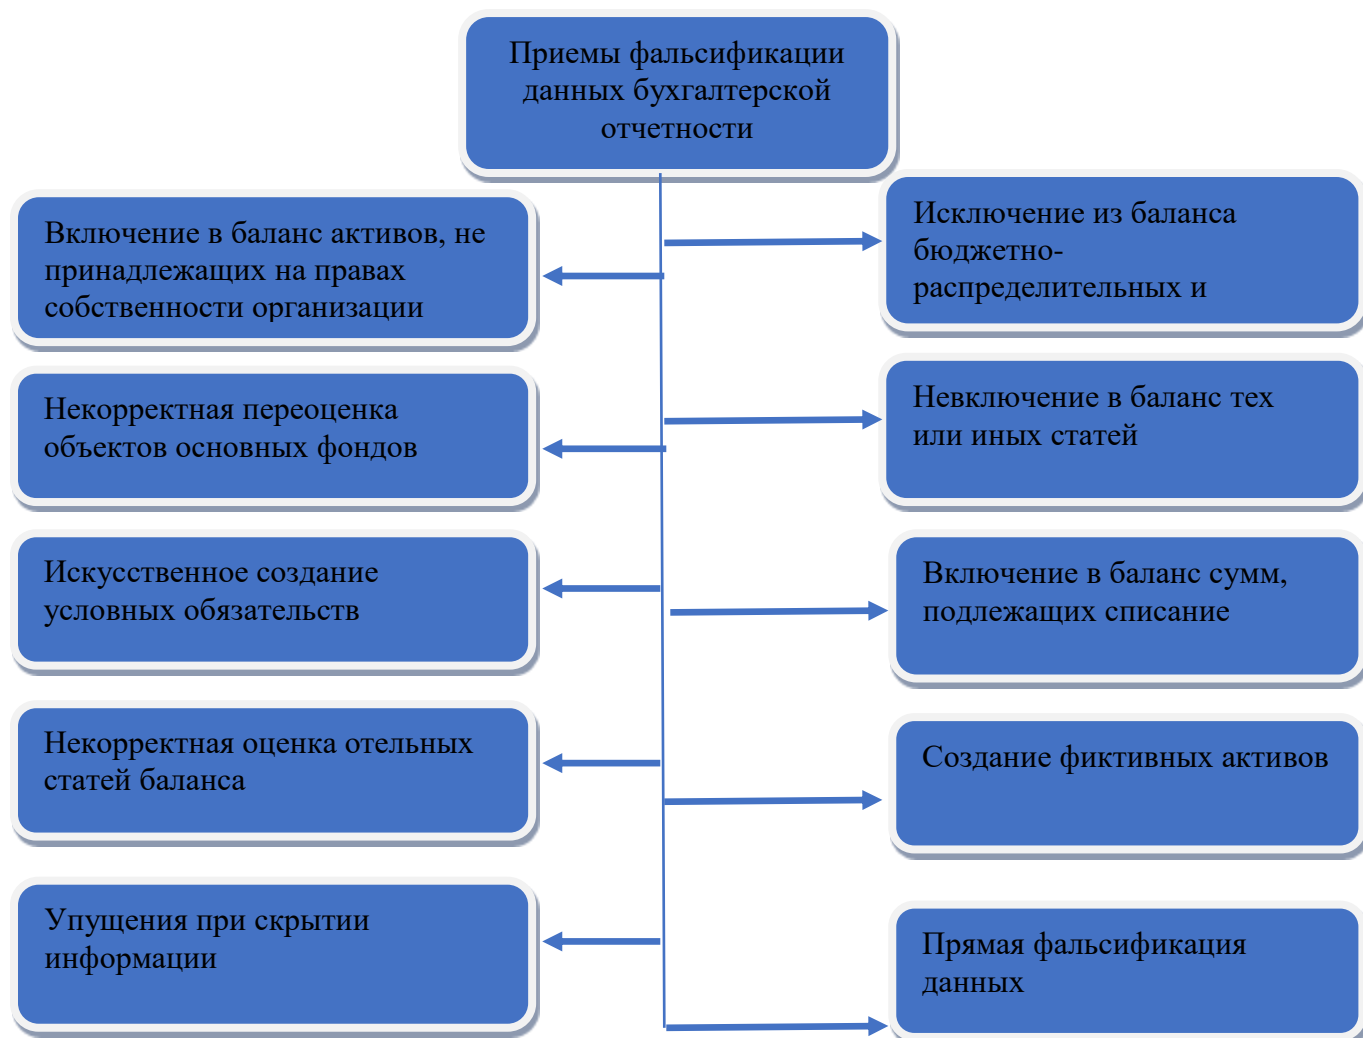 Приемы фальсификации
данных бухгалтерской
отчетности
Включение в баланс активов, не
принадлежащих на правах
собственности организации
Исключение из баланса
бюджетно-
распределительных и
Некорректная переоценка
объектов основных фондов
Невключение в баланс тех
или иных статей
Искусственное создание
условных обязательств
Включение в баланс сумм,
подлежащих списание
Некорректная оценка отельных
статей баланса
Создание фиктивных активов
Упущения при скрытии
информации
Прямая фальсификация
данных